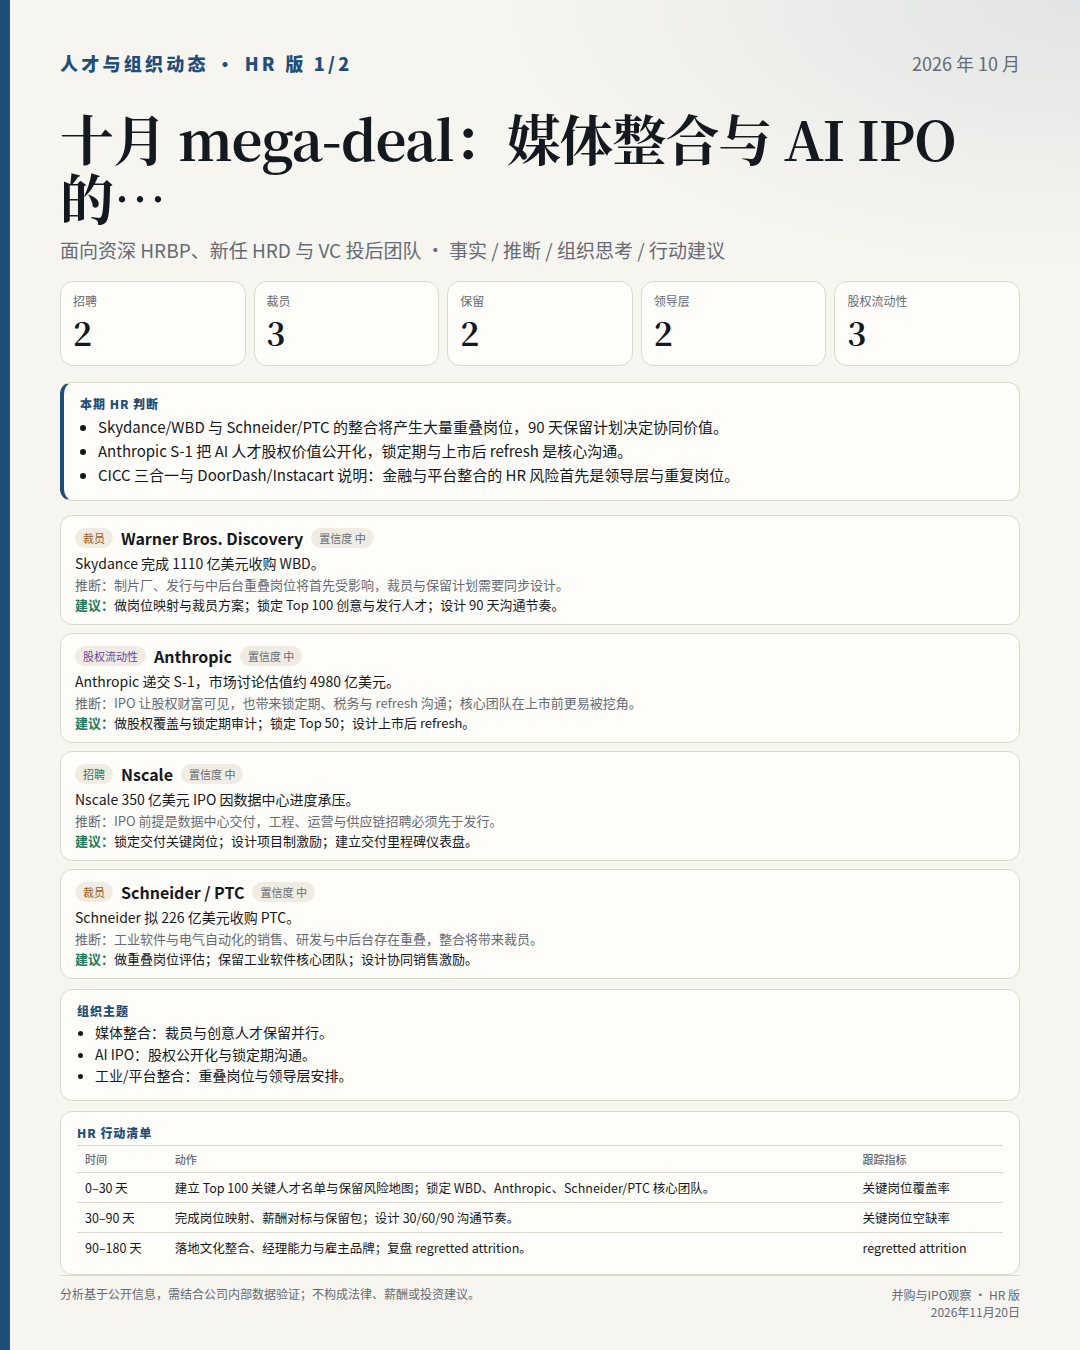 人才与组织动态 · HR 版 1/2
2026 年 10 月
十月 mega-deal：媒体整合与 AI IPO
的…
面向资深 HRBP、新任 HRD 与 VC 投后团队 · 事实 / 推断 / 组织思考 / 行动建议
招聘
2
裁员
3
保留
2
领导层
2
股权流动性
3
本期 HR 判断
• Skydance/WBD 与 Schneider/PTC 的整合将产生大量重叠岗位，90 天保留计划决定协同价值。
• Anthropic S-1 把 AI 人才股权价值公开化，锁定期与上市后 refresh 是核心沟通。
• CICC 三合一与 DoorDash/Instacart 说明：金融与平台整合的 HR 风险首先是领导层与重复岗位。
裁员 Warner Bros. Discovery 置信度 中
Skydance 完成 1110 亿美元收购 WBD。
推断：制片厂、发行与中后台重叠岗位将首先受影响，裁员与保留计划需要同步设计。
建议：做岗位映射与裁员方案；锁定 Top 100 创意与发行人才；设计 90 天沟通节奏。
股权流动性 Anthropic 置信度 中
Anthropic 递交 S-1，市场讨论估值约 4980 亿美元。
推断：IPO 让股权财富可见，也带来锁定期、税务与 refresh 沟通；核心团队在上市前更易被挖角。
建议：做股权覆盖与锁定期审计；锁定 Top 50；设计上市后 refresh。
招聘 Nscale 置信度 中
Nscale 350 亿美元 IPO 因数据中心进度承压。
推断：IPO 前提是数据中心交付，工程、运营与供应链招聘必须先于发行。
建议：锁定交付关键岗位；设计项目制激励；建立交付里程碑仪表盘。
裁员 Schneider / PTC 置信度 中
Schneider 拟 226 亿美元收购 PTC。
推断：工业软件与电气自动化的销售、研发与中后台存在重叠，整合将带来裁员。
建议：做重叠岗位评估；保留工业软件核心团队；设计协同销售激励。
组织主题
• 媒体整合：裁员与创意人才保留并行。
• AI IPO：股权公开化与锁定期沟通。
• 工业/平台整合：重叠岗位与领导层安排。
HR 行动清单
时间 动作 跟踪指标
0–30 天 建立 Top 100 关键人才名单与保留风险地图；锁定 WBD、Anthropic、Schneider/PTC 核心团队。 关键岗位覆盖率
30–90 天 完成岗位映射、薪酬对标与保留包；设计 30/60/90 沟通节奏。 关键岗位空缺率
90–180 天 落地文化整合、经理能力与雇主品牌；复盘 regretted attrition。 regretted attrition
分析基于公开信息，需结合公司内部数据验证；不构成法律、薪酬或投资建议。
并购与IPO观察 · HR 版
2026年11月20日